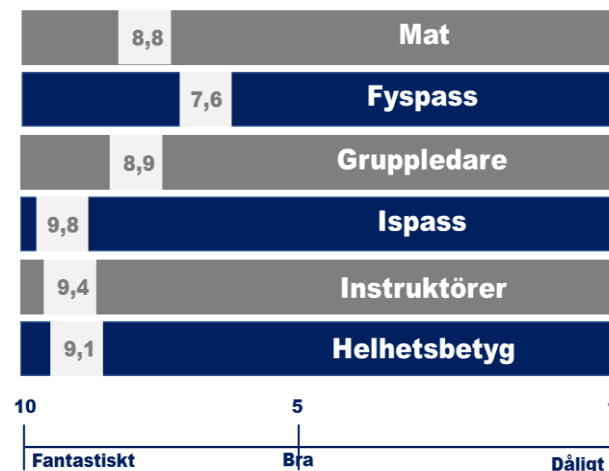 8,8 Mat
7,6 Fyspass
8,9 Gruppledare
9,8 Ispass
9,4 Instruktörer
9,1 Helhetsbetyg
10 5
Fantastiskt Bra Dåligt